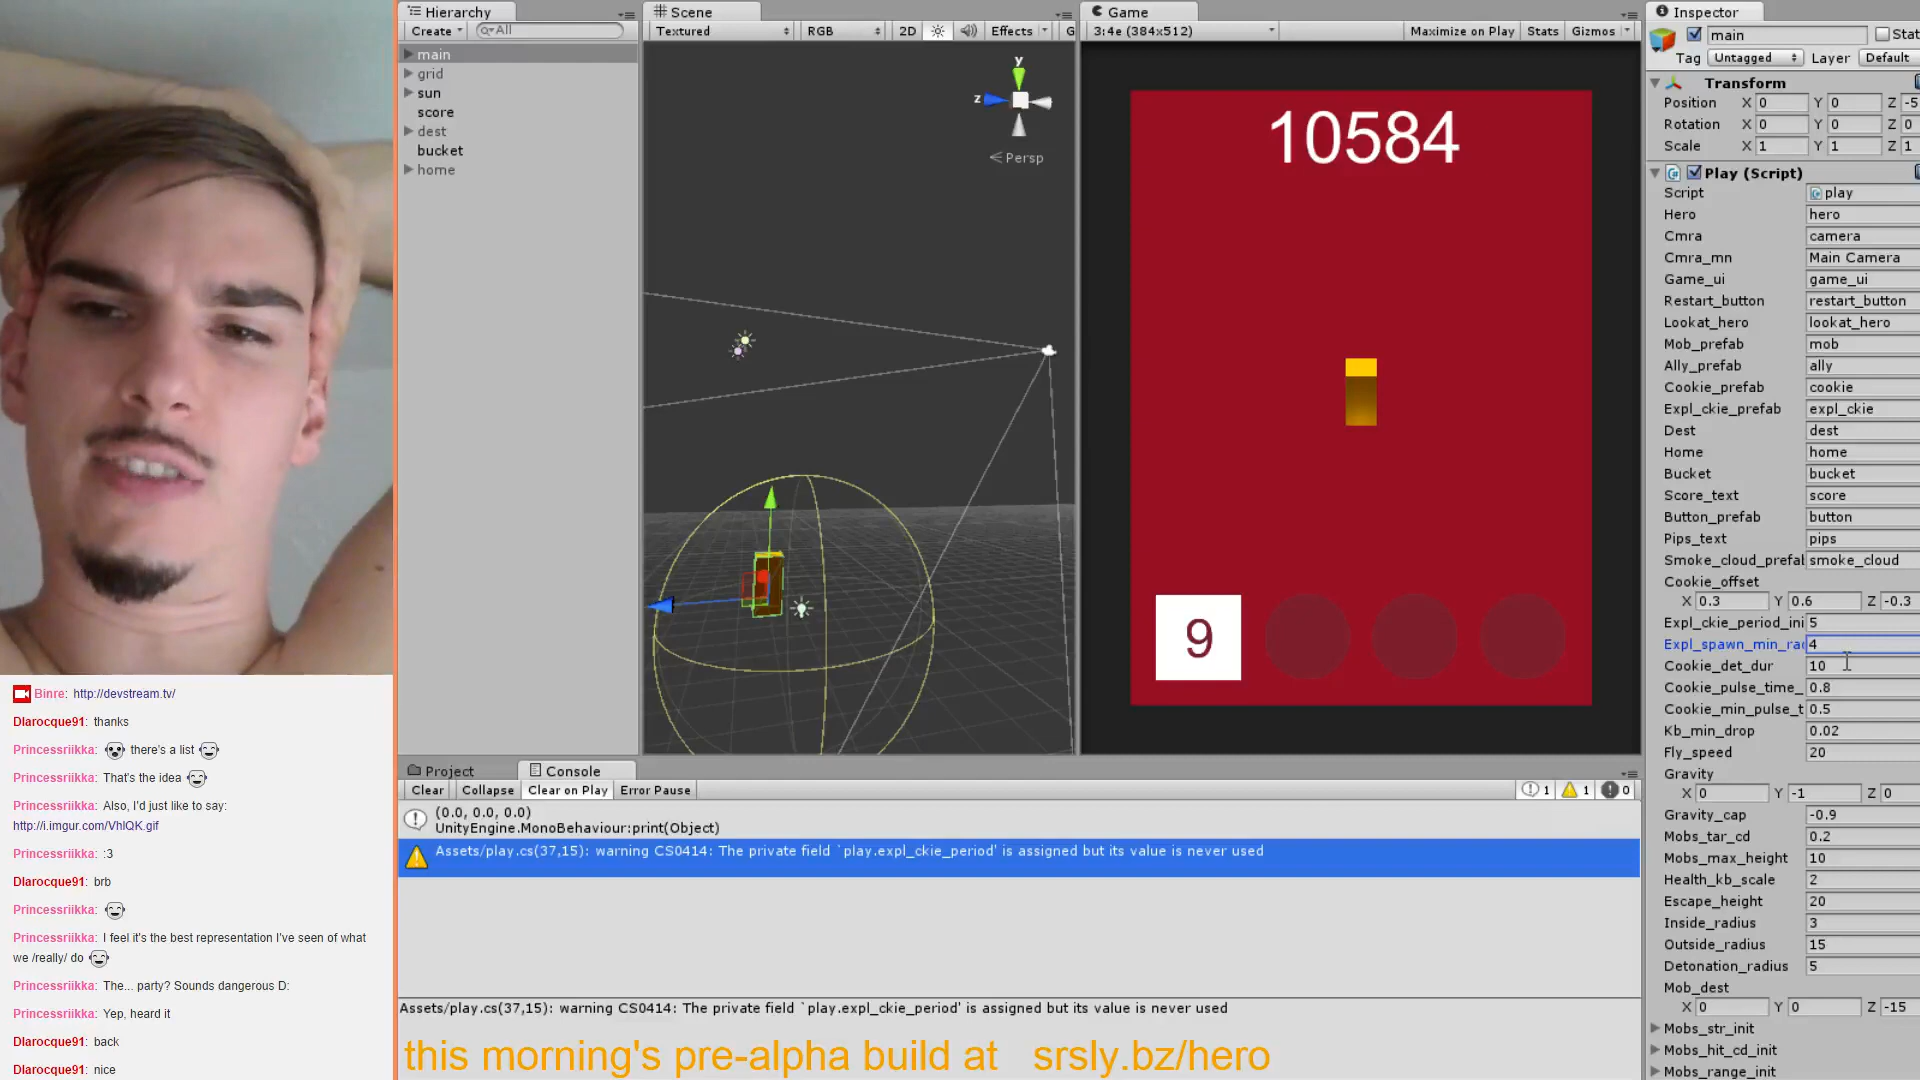 Hierarchy
Create
All
main
grid
sun
score
dest
bucket
home
Scene
Textured
RGB
2D
Effects
G
y
z
Persp
Game
3:4e (384x512)
Maximize on Play
Stats
Gizmos
10584
9
Inspector
main
Stat
Tag
Untagged
Layer
Default
Transform
Position X 0 Y 0 Z -5
Rotation X 0 Y 0 Z 0
Scale X 1 Y 1 Z 1
Play (Script)
Script play
Hero hero
Cmra camera
Cmra_mn Main Camera
Game_ui game_ui
Restart_button restart_button
Lookat_hero lookat_hero
Mob_prefab mob
Ally_prefab ally
Cookie_prefab cookie
Expl_ckie_prefab expl_ckie
Dest dest
Home home
Bucket bucket
Score_text score
Button_prefab button
Pips_text pips
Smoke_cloud_prefal smoke_cloud
Cookie_offset
X 0.3 Y 0.6 Z -0.3
Expl_ckie_period_ini 5
Expl_spawn_min_rad 4
Cookie_det_dur 10
Cookie_pulse_time_ 0.8
Cookie_min_pulse_t 0.5
Kb_min_drop 0.02
Fly_speed 20
Gravity
X 0 Y -1 Z 0
Gravity_cap -0.9
Mobs_tar_cd 0.2
Mobs_max_height 10
Health_kb_scale 2
Escape_height 20
Inside_radius 3
Outside_radius 15
Detonation_radius 5
Mob_dest
X 0 Y 0 Z -15
Mobs_str_init
Mobs_hit_cd_init
Mobs_range_init
Project
Console
Clear
Collapse
Clear on Play
Error Pause
1
1
0
(0.0, 0.0, 0.0)
UnityEngine.MonoBehaviour:print(Object)
Assets/play.cs(37,15): warning CS0414: The private field `play.expl_ckie_period' is assigned but its value is never used
Assets/play.cs(37,15): warning CS0414: The private field `play.expl_ckie_period' is assigned but its value is never used
this morning's pre-alpha build at srsly.bz/hero
Binre: http://devstream.tv/
Dlarocque91: thanks
Princessriikka: there's a list
Princessriikka: That's the idea
Princessriikka: Also, I'd just like to say:
http://i.imgur.com/VhlQK.gif
Princessriikka: :3
Dlarocque91: brb
Princessriikka:
Princessriikka: I feel it's the best representation I've seen of what
we /really/ do
Princessriikka: The... party? Sounds dangerous D:
Princessriikka: Yep, heard it
Dlarocque91: back
Dlarocque91: nice